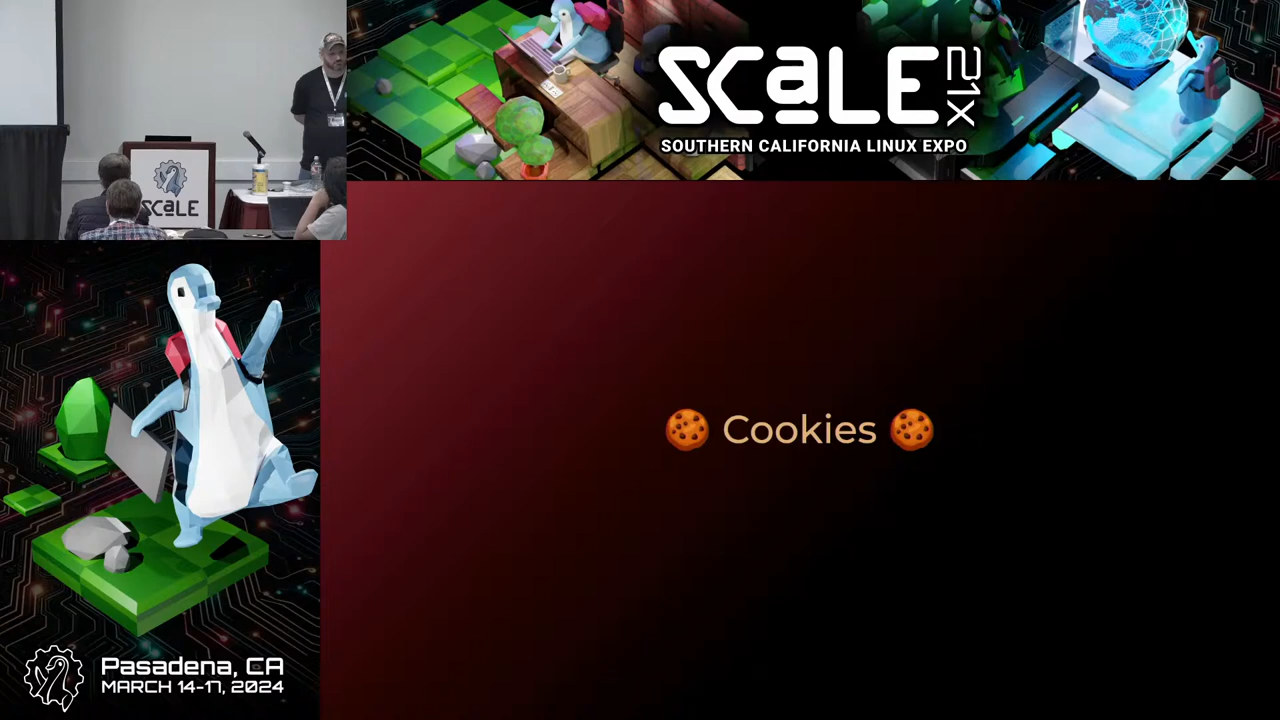 SCaLE 21X
SOUTHERN CALIFORNIA LINUX EXPO
SCaLE
🍪 Cookies 🍪
Pasadena, CA
MARCH 14-17, 2024